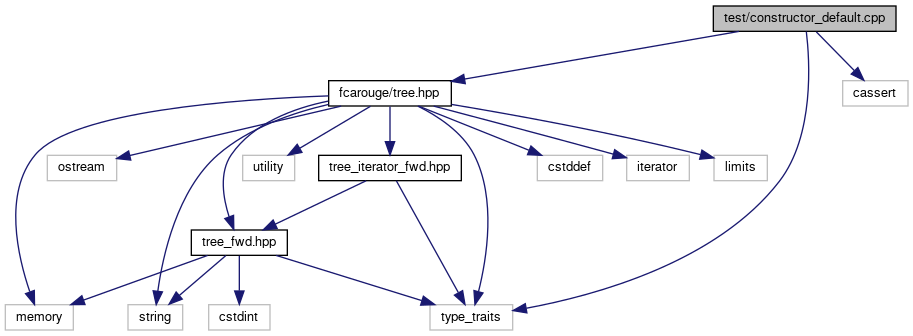 test/constructor_default.cpp
fcarouge/tree.hpp
cassert
ostream
utility
tree_iterator_fwd.hpp
cstddef
iterator
limits
tree_fwd.hpp
memory
string
cstdint
type_traits